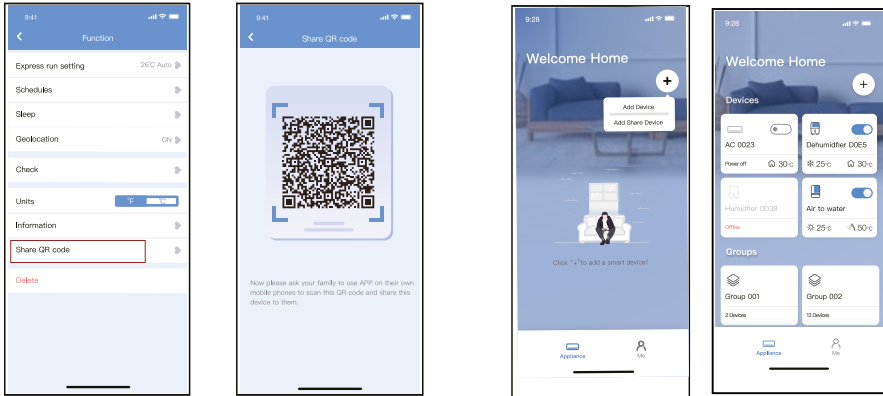 9:41
Function
Express run setting 26℃ Auto
Schedules
Sleep
Geolocation ON
Check
Units °F ℃
Information
Share QR code
Delete
9:41
Share QR code
Now please ask your family to use APP on their own
mobile phones to scan this QR code and share this
device to them.
9:28
Welcome Home
+
Add Device
Add Share Device
Click "+"to add a smart device!
Appliance Me
9:28
Welcome Home
+
Devices
AC 0023
Power off 30℃
Dehumidfier D0E5
25℃ 30℃
Humidfier 0D38
Offline
Air to water
25℃ 50℃
Groups
Group 001
2 Devices
Group 002
13 Devices
Appliance Me